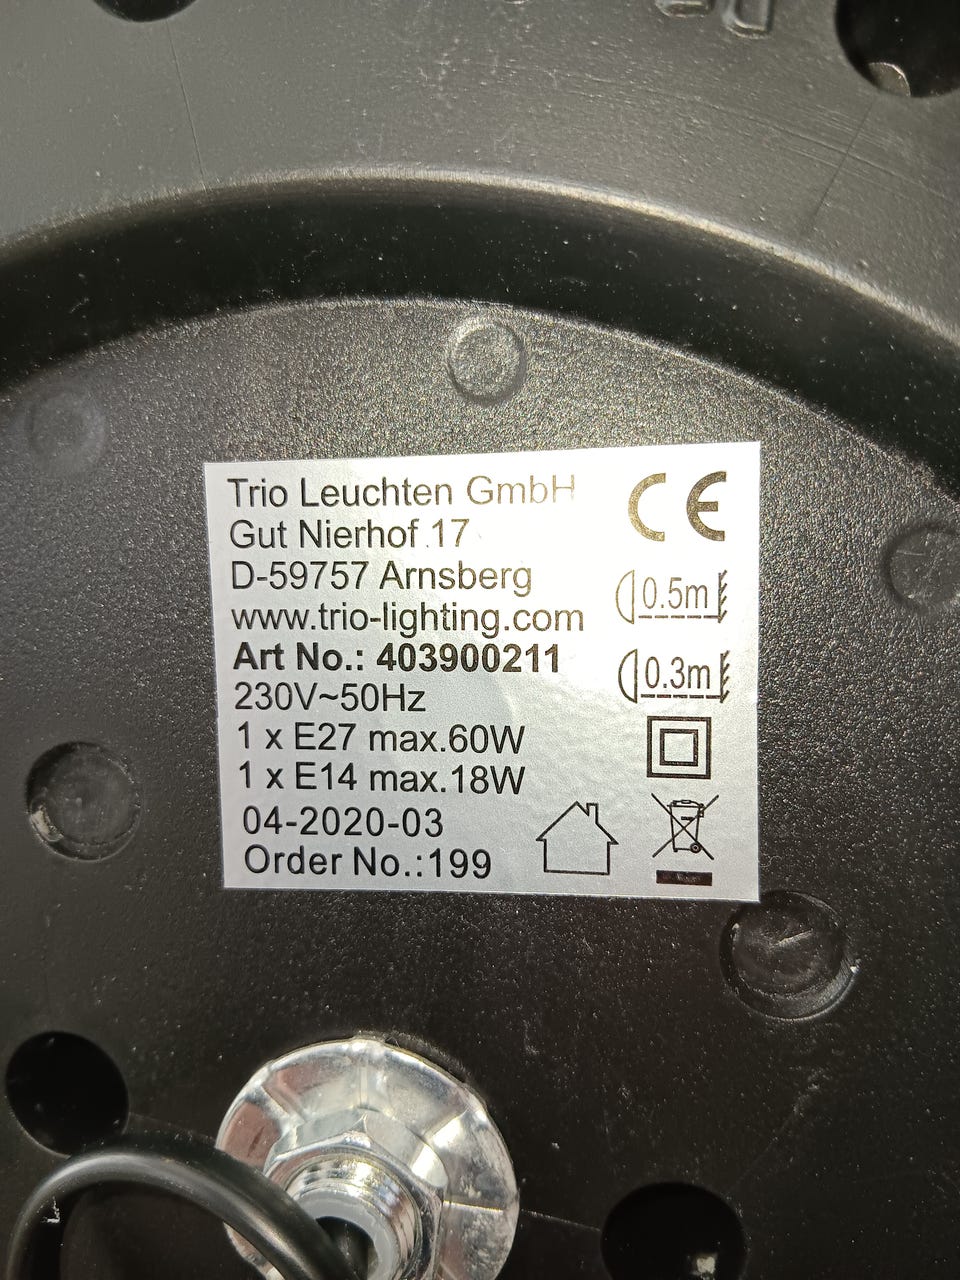 Trio Leuchten GmbH
Gut Nierhof 17
D-59757 Arnsberg
www.trio-lighting.com
Art No.: 403900211
230V~50Hz
1 x E27 max.60W
1 x E14 max.18W
04-2020-03
Order No.:199
CE
0.5m
0.3m